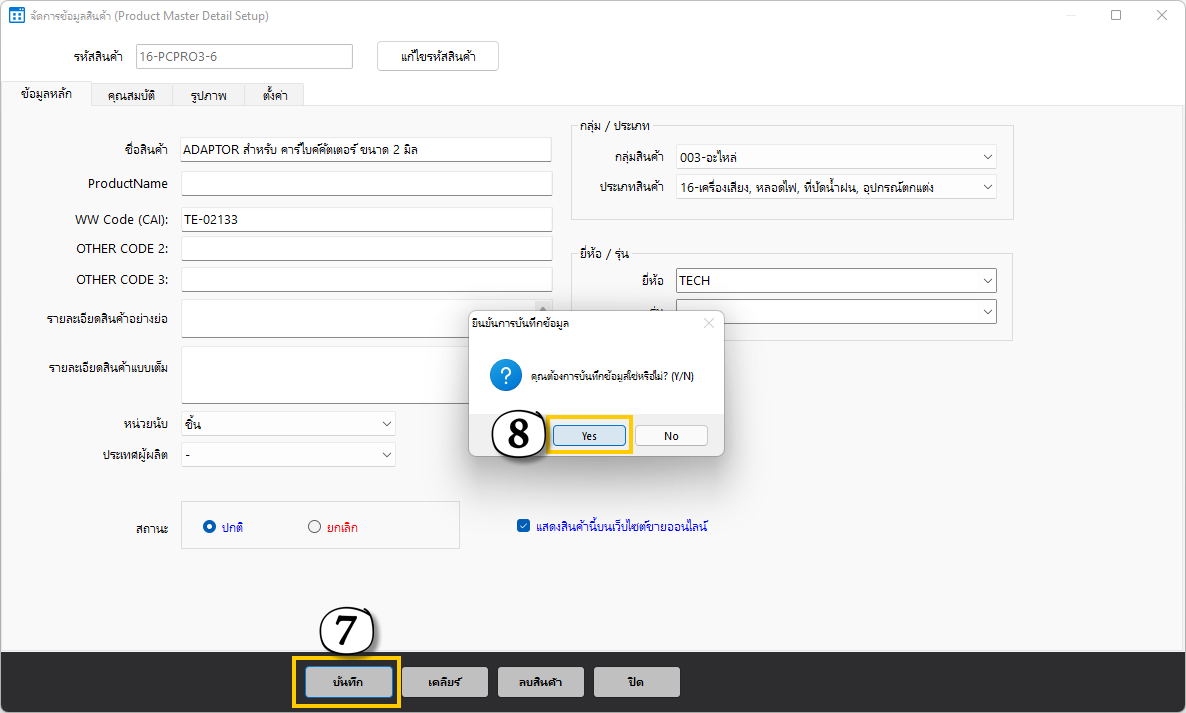 จัดการข้อมูลสินค้า (Product Master Detail Setup)
รหัสสินค้า 16-PCPRO3-6 แก้ไขรหัสสินค้า
ข้อมูลหลัก คุณสมบัติ รูปภาพ ตั้งค่า
ชื่อสินค้า ADAPTOR สำหรับ คาร์ไบค์คัตเตอร์ ขนาด 2 มิล
ProductName
WW Code (CAI): TE-02133
OTHER CODE 2:
OTHER CODE 3:
รายละเอียดสินค้าอย่างย่อ
รายละเอียดสินค้าแบบเต็ม
หน่วยนับ ชิ้น
ประเทศผู้ผลิต -
สถานะ ปกติ ยกเลิก
กลุ่ม / ประเภท
กลุ่มสินค้า 003-อะไหล่
ประเภทสินค้า 16-เครื่องเสียง, หลอดไฟ, ที่ปัดน้ำฝน, อุปกรณ์ตกแต่ง
ยี่ห้อ / รุ่น
ยี่ห้อ TECH
ยืนยันการบันทึกข้อมูล
คุณต้องการบันทึกข้อมูลใช่หรือไม่? (Y/N)
8 Yes No
แสดงสินค้านี้บนเว็บไซต์ขายออนไลน์
7
บันทึก เคลียร์ ลบสินค้า ปิด